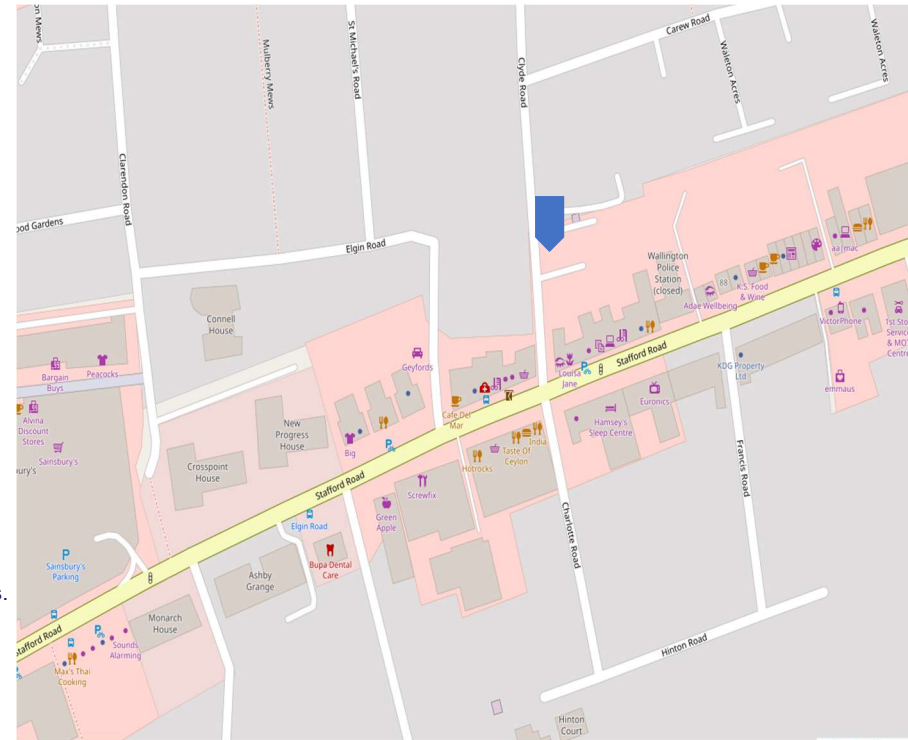 on Mews
Mulberry Mews
St Michael's Road
Clyde Road
Carew Road
Waleton Acres
Waleton Acres
Clarendon Road
ood Gardens
Elgin Road
Connell
House
Wallington
Police
Station
(closed)
aa|mac
88
K.S. Food
& Wine
Adae Wellbeing
VictorPhone
1st Sto
Servic
& MO
Centre
Stafford Road
Geyfords
Louisa
Jane
KDG Property
Ltd
emmaus
Bargain
Buys
Peacocks
Euronics
Cafe Del
Mar
Hamsey's
Sleep Centre
Alvina
Discount
Stores
Sainsbury's
ury's
New
Progress
House
Big
India
Taste Of
Ceylon
Hotrocks
Crosspoint
House
Stafford Road
Screwfix
Francis Road
Green
Apple
Elgin Road
Charlotte Road
P
Sainsbury's
Parking
Bupa Dental
Care
Ashby
Grange
s.
Monarch
House
Stafford Road
Sounds
Alarming
Max's Thai
Cooking
Hinton Road
Hinton
Court